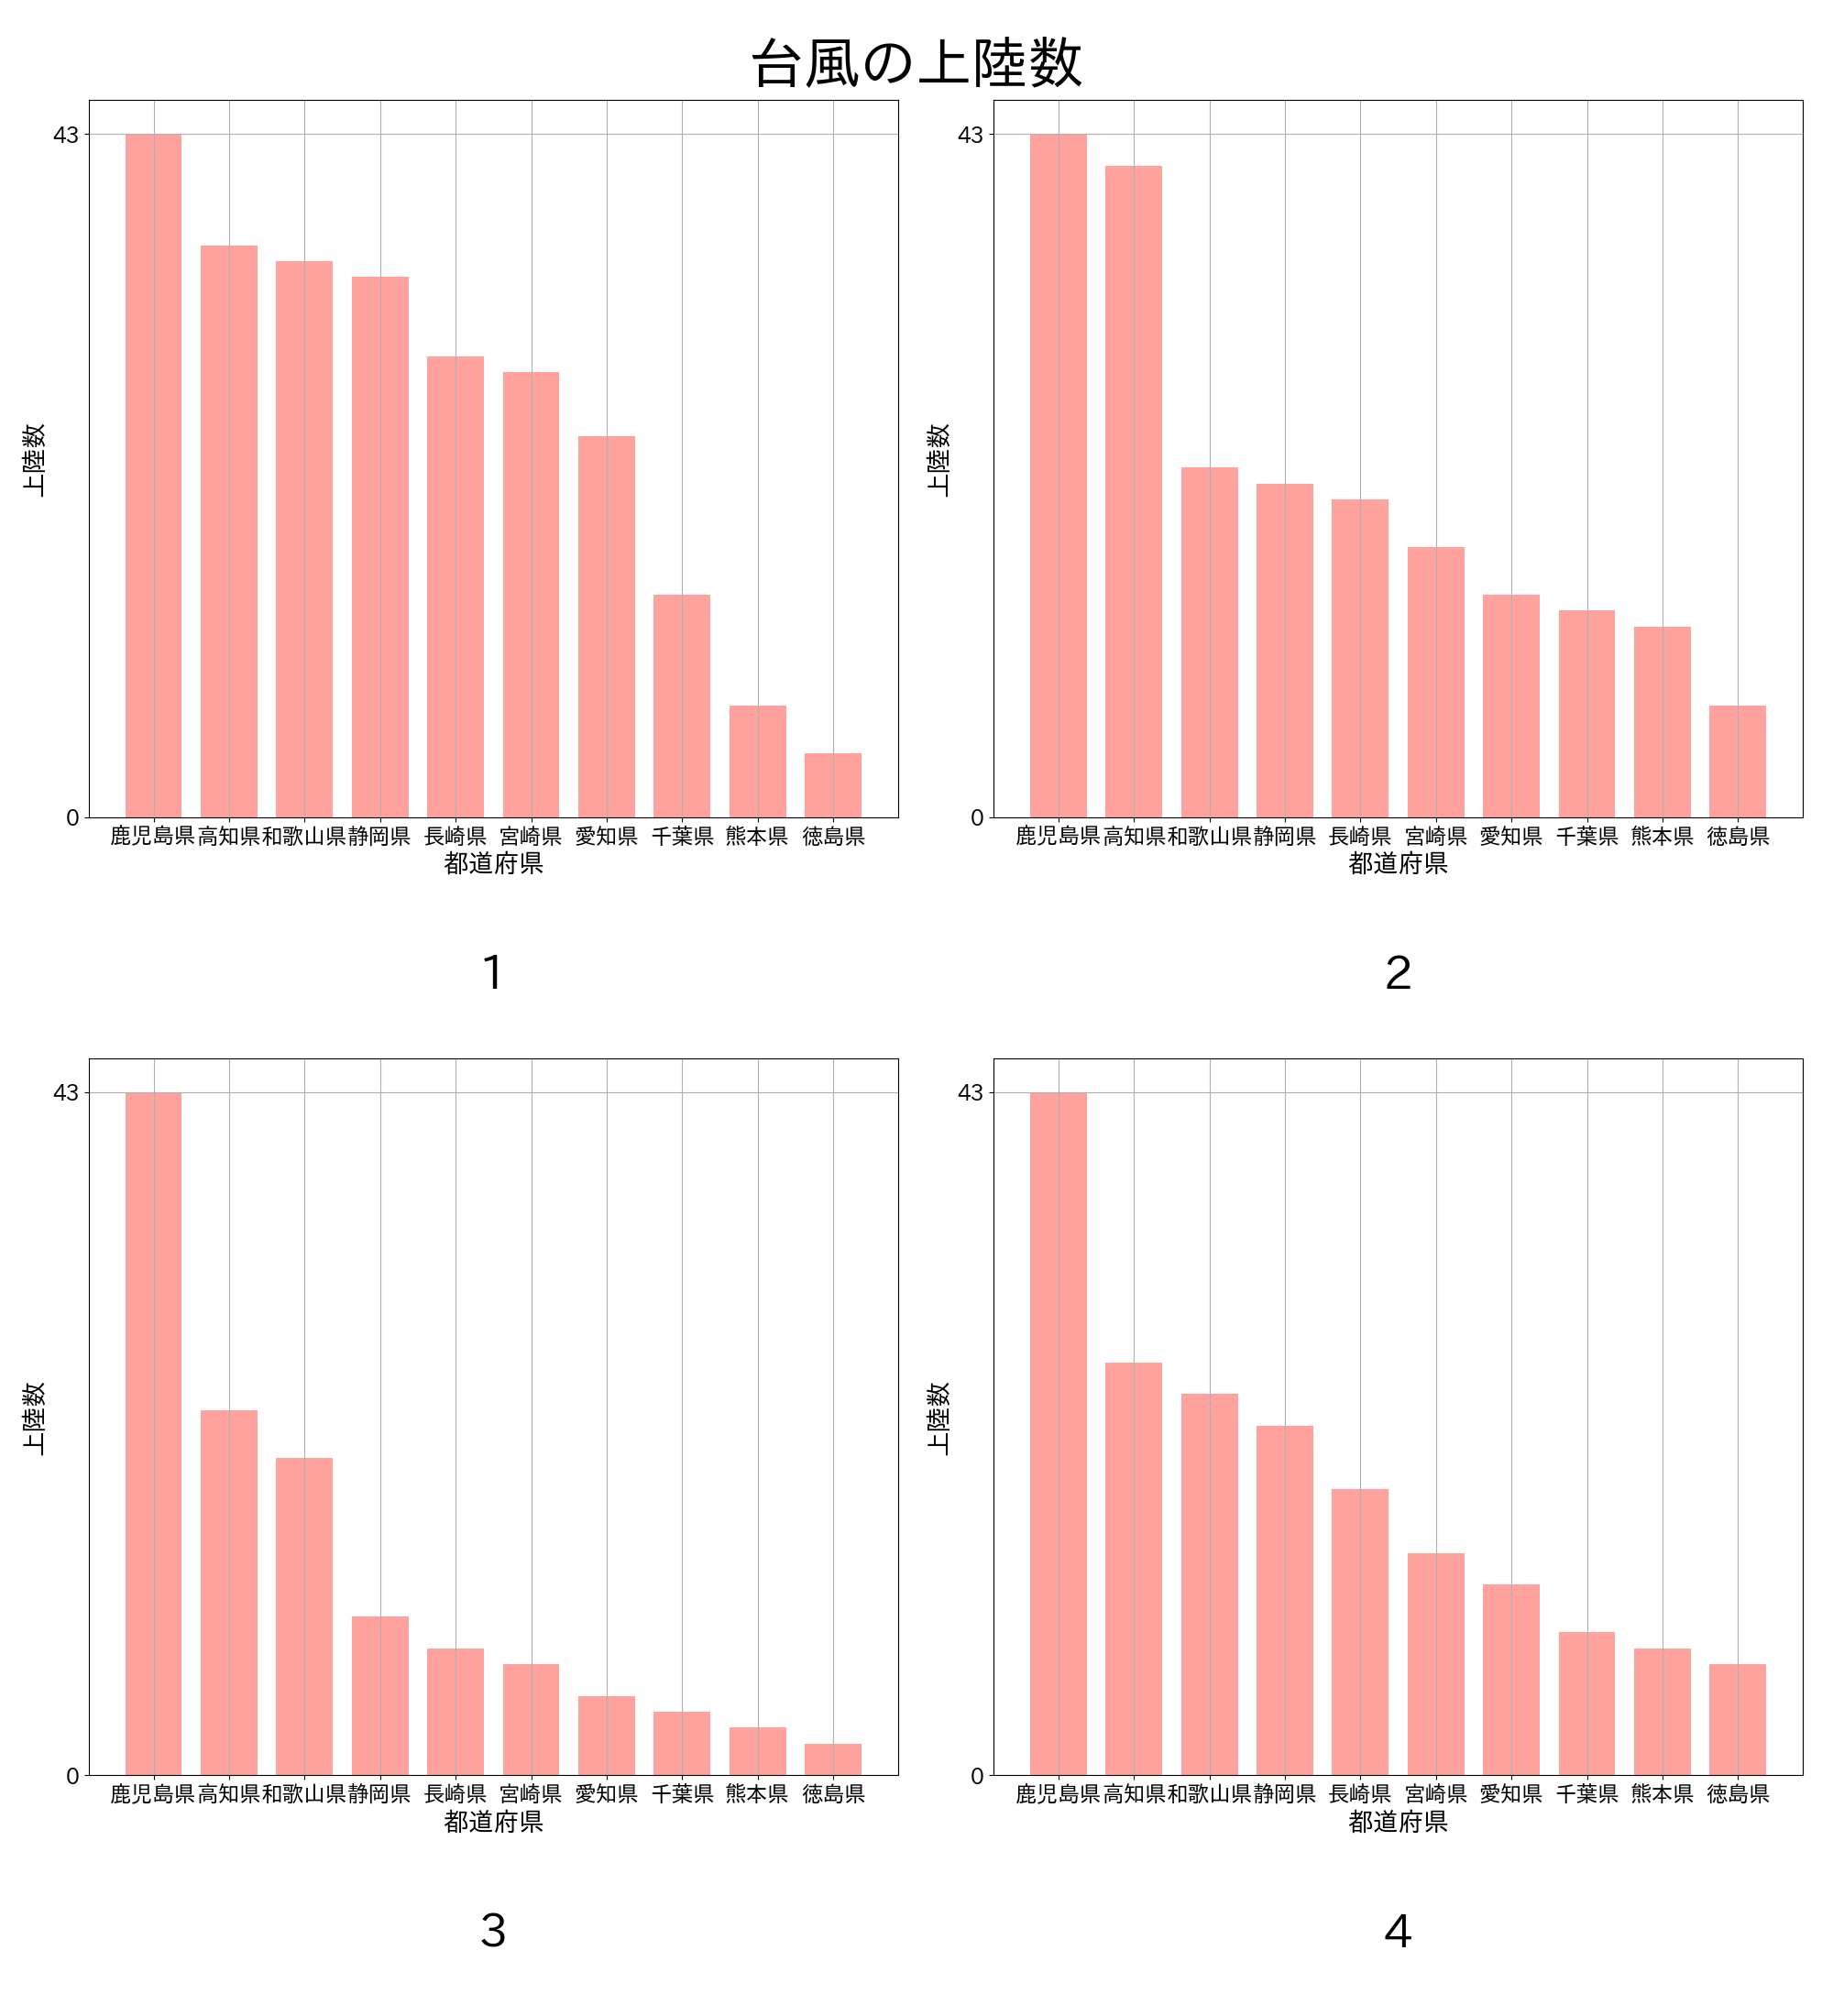 台風の上陸数
43
0
上陸数
鹿児島県 高知県 和歌山県 静岡県 長崎県 宮崎県 愛知県 千葉県 熊本県 徳島県
都道府県
1
43
0
上陸数
鹿児島県 高知県 和歌山県 静岡県 長崎県 宮崎県 愛知県 千葉県 熊本県 徳島県
都道府県
2
43
0
上陸数
鹿児島県 高知県 和歌山県 静岡県 長崎県 宮崎県 愛知県 千葉県 熊本県 徳島県
都道府県
3
43
0
上陸数
鹿児島県 高知県 和歌山県 静岡県 長崎県 宮崎県 愛知県 千葉県 熊本県 徳島県
都道府県
4